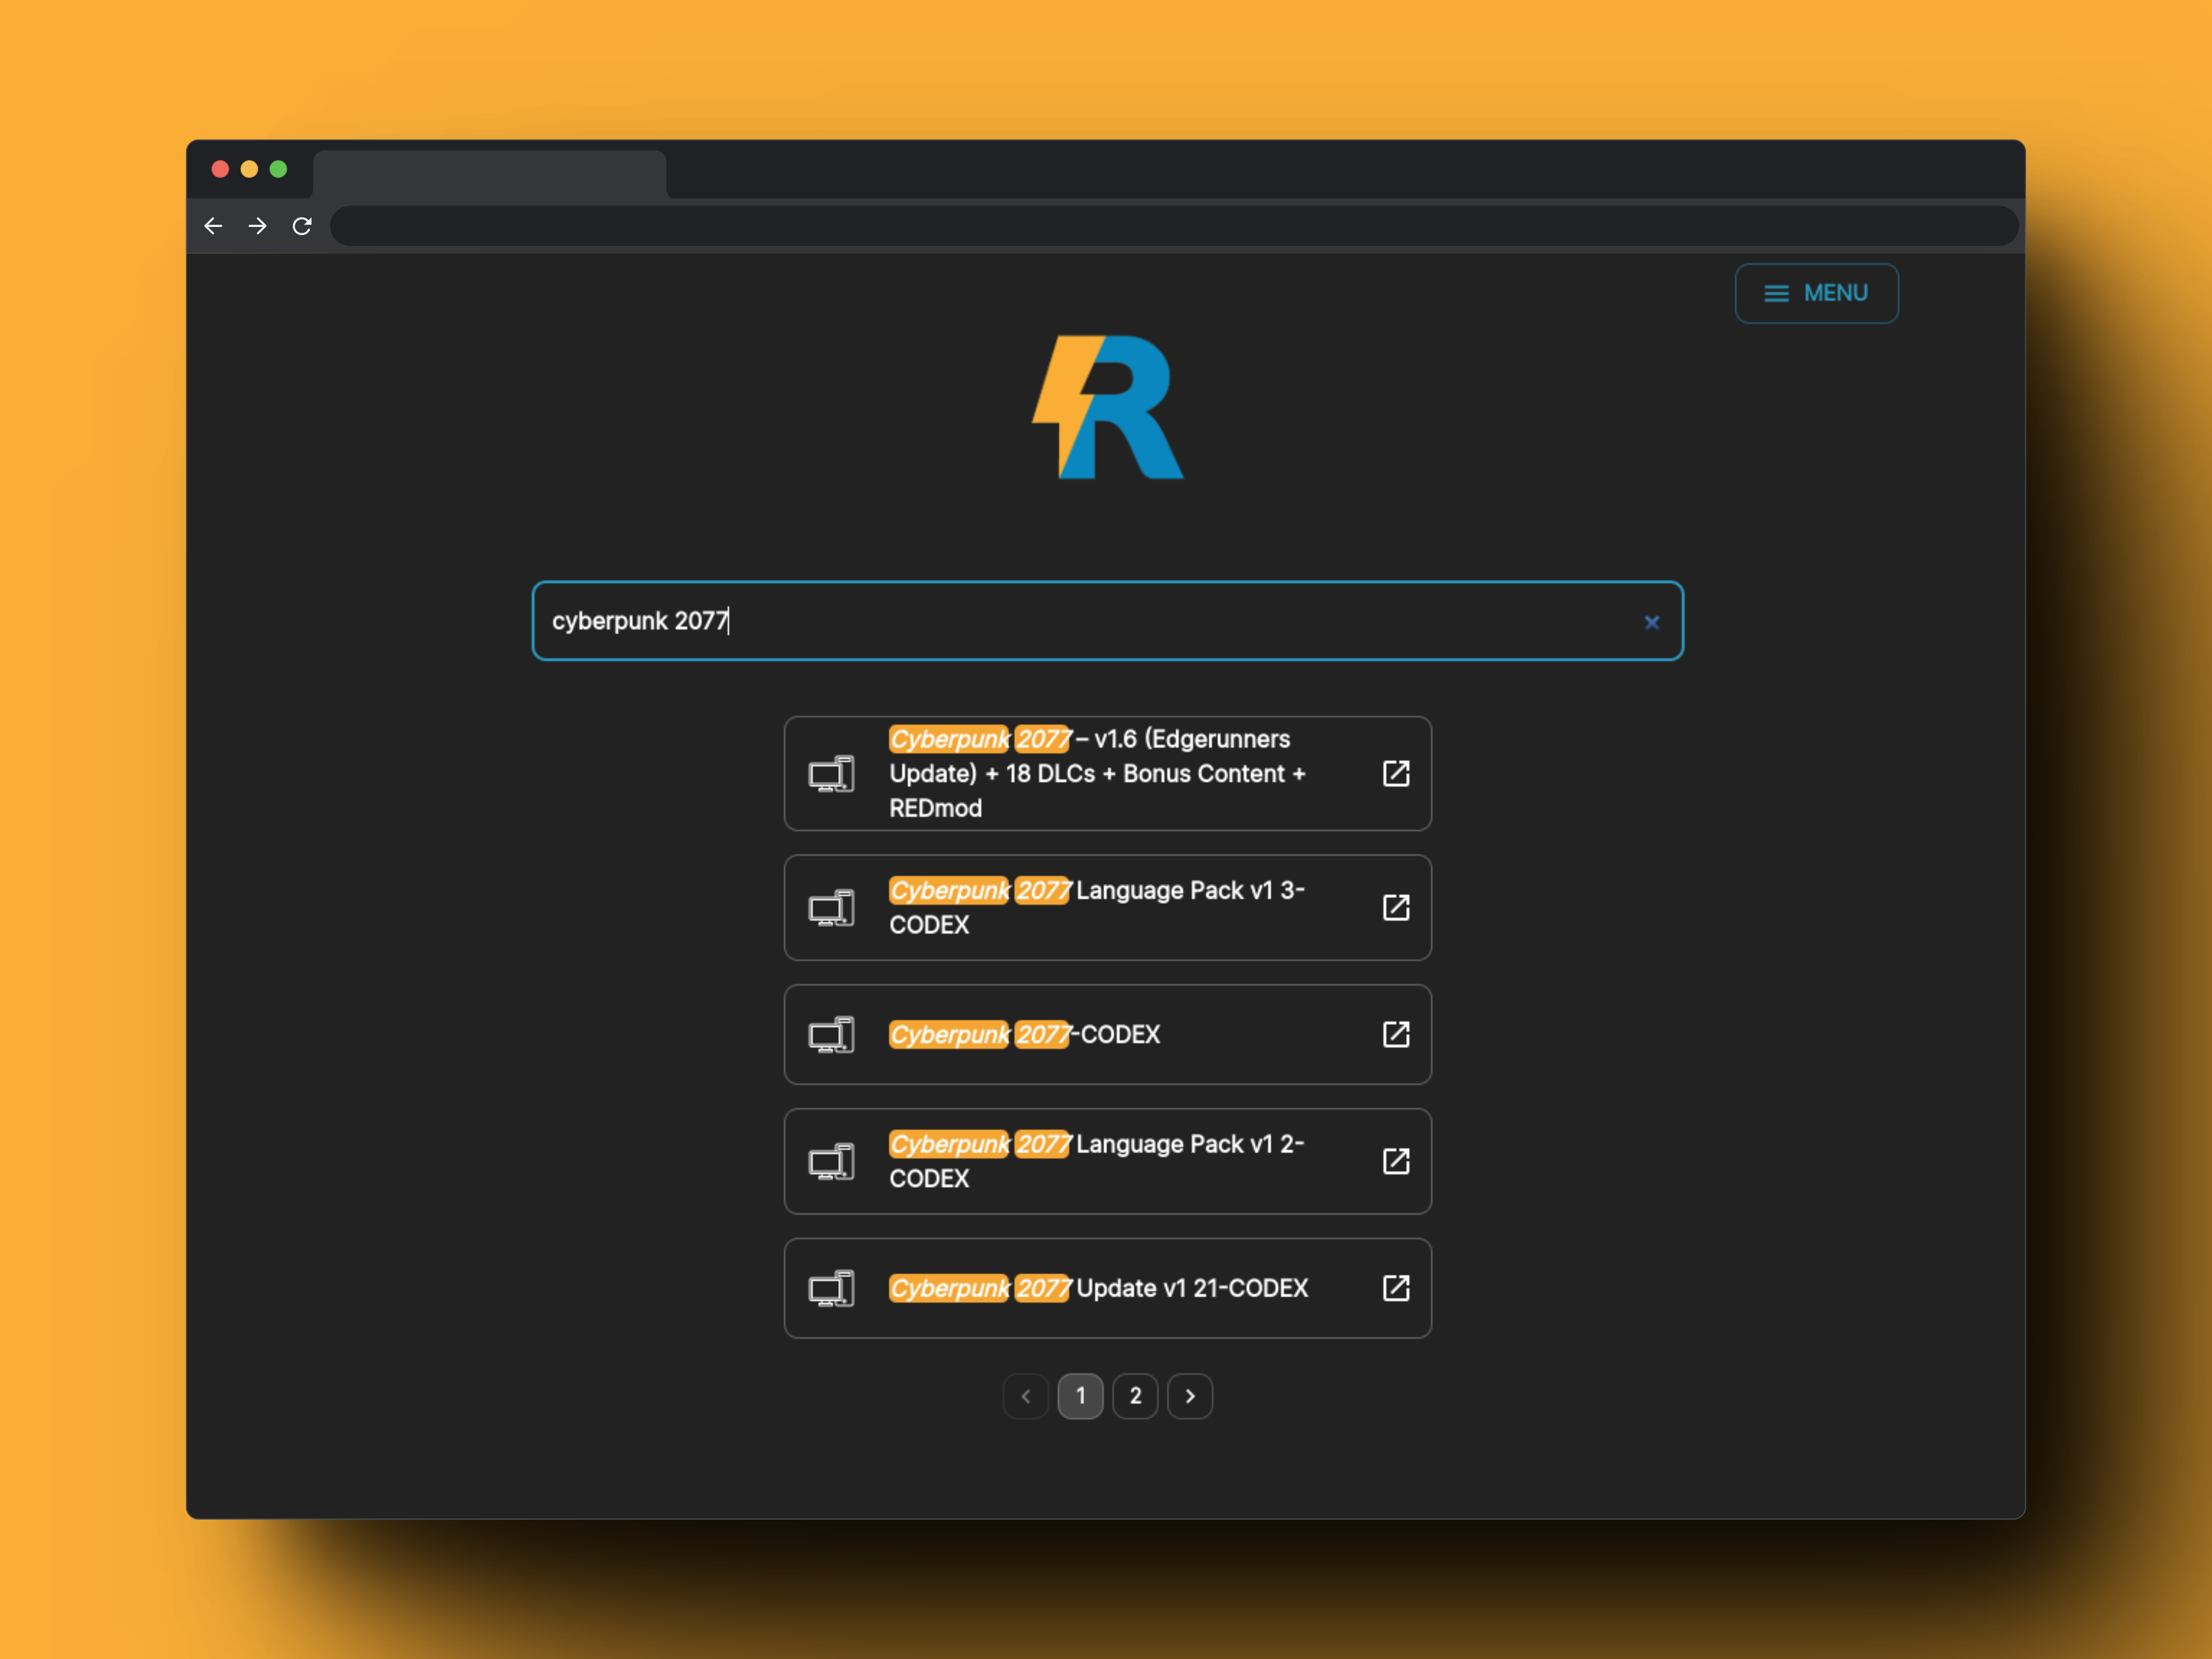 MENU
R
cyberpunk 2077
Cyberpunk 2077 – v1.6 (Edgerunners
Update) + 18 DLCs + Bonus Content +
REDmod
Cyberpunk 2077 Language Pack v1 3-
CODEX
Cyberpunk 2077-CODEX
Cyberpunk 2077 Language Pack v1 2-
CODEX
Cyberpunk 2077 Update v1 21-CODEX
1 2